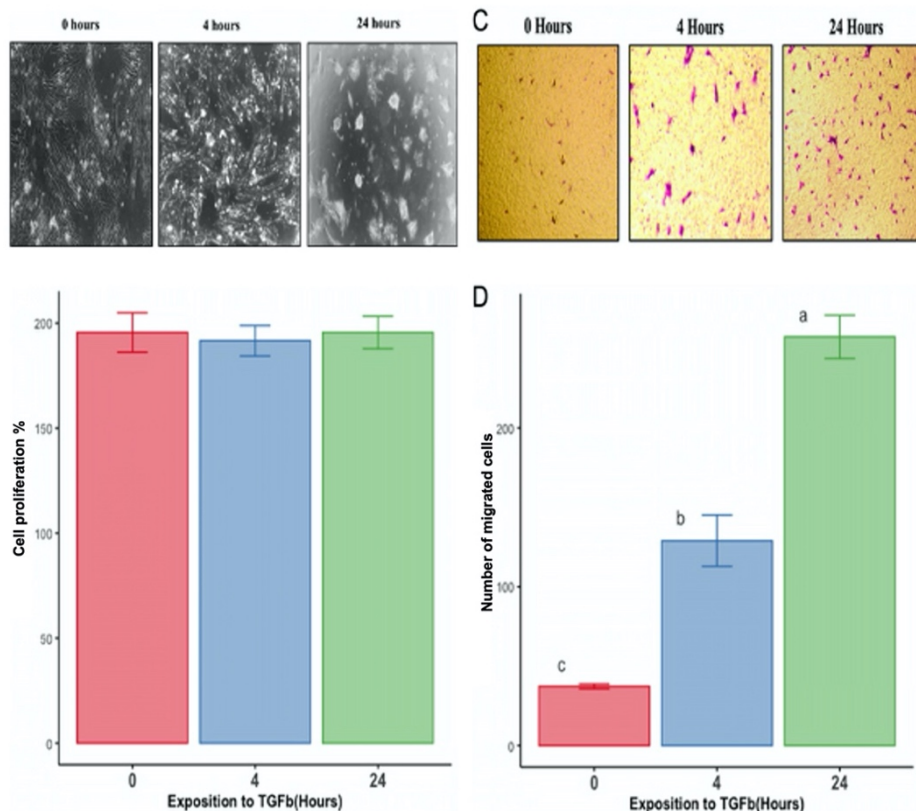 0 hours
4 hours
24 hours
C
0 Hours
4 Hours
24 Hours
200
150
100
50
0
Cell proliferation %
0
4
24
Exposition to TGFb(Hours)
D
a
b
c
200
100
0
Number of migrated cells
0
4
24
Exposition to TGFb(Hours)